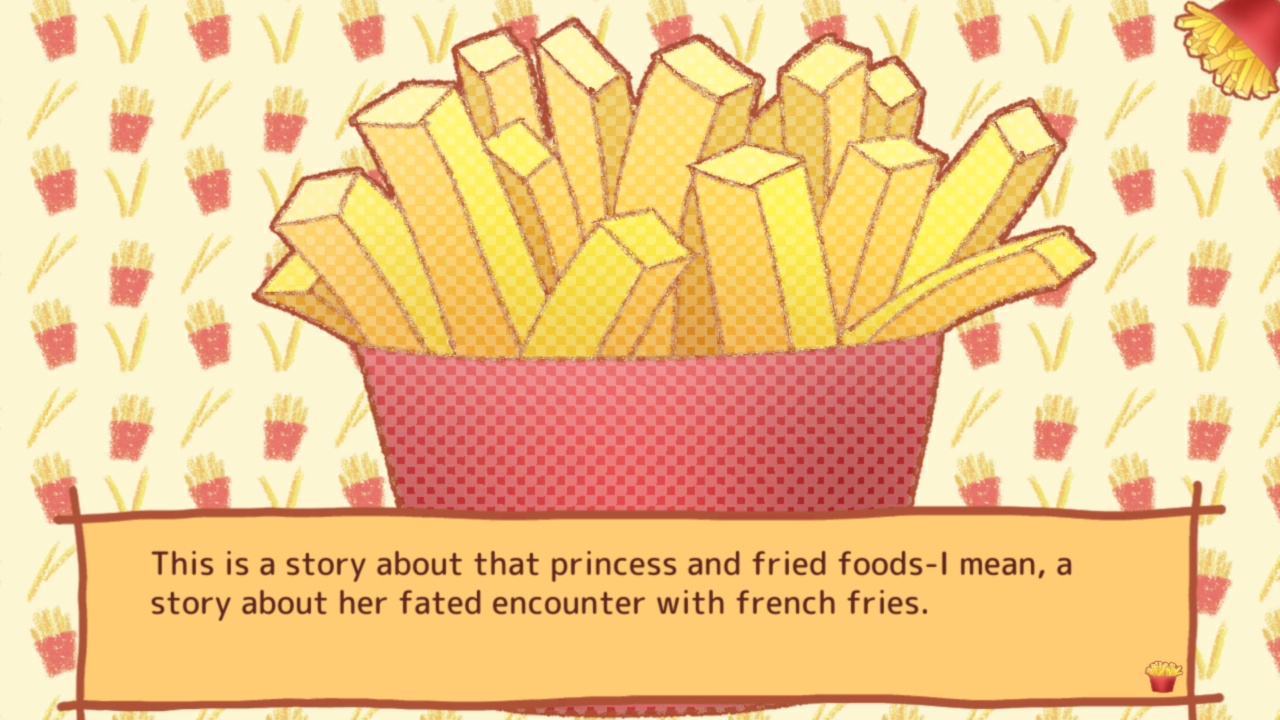 This is a story about that princess and fried foods-I mean, a
story about her fated encounter with french fries.